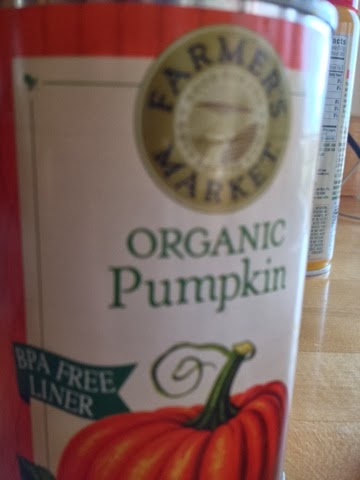 FARMERS
MARKET
ORGANIC
Pumpkin
BPA FREE
LINER